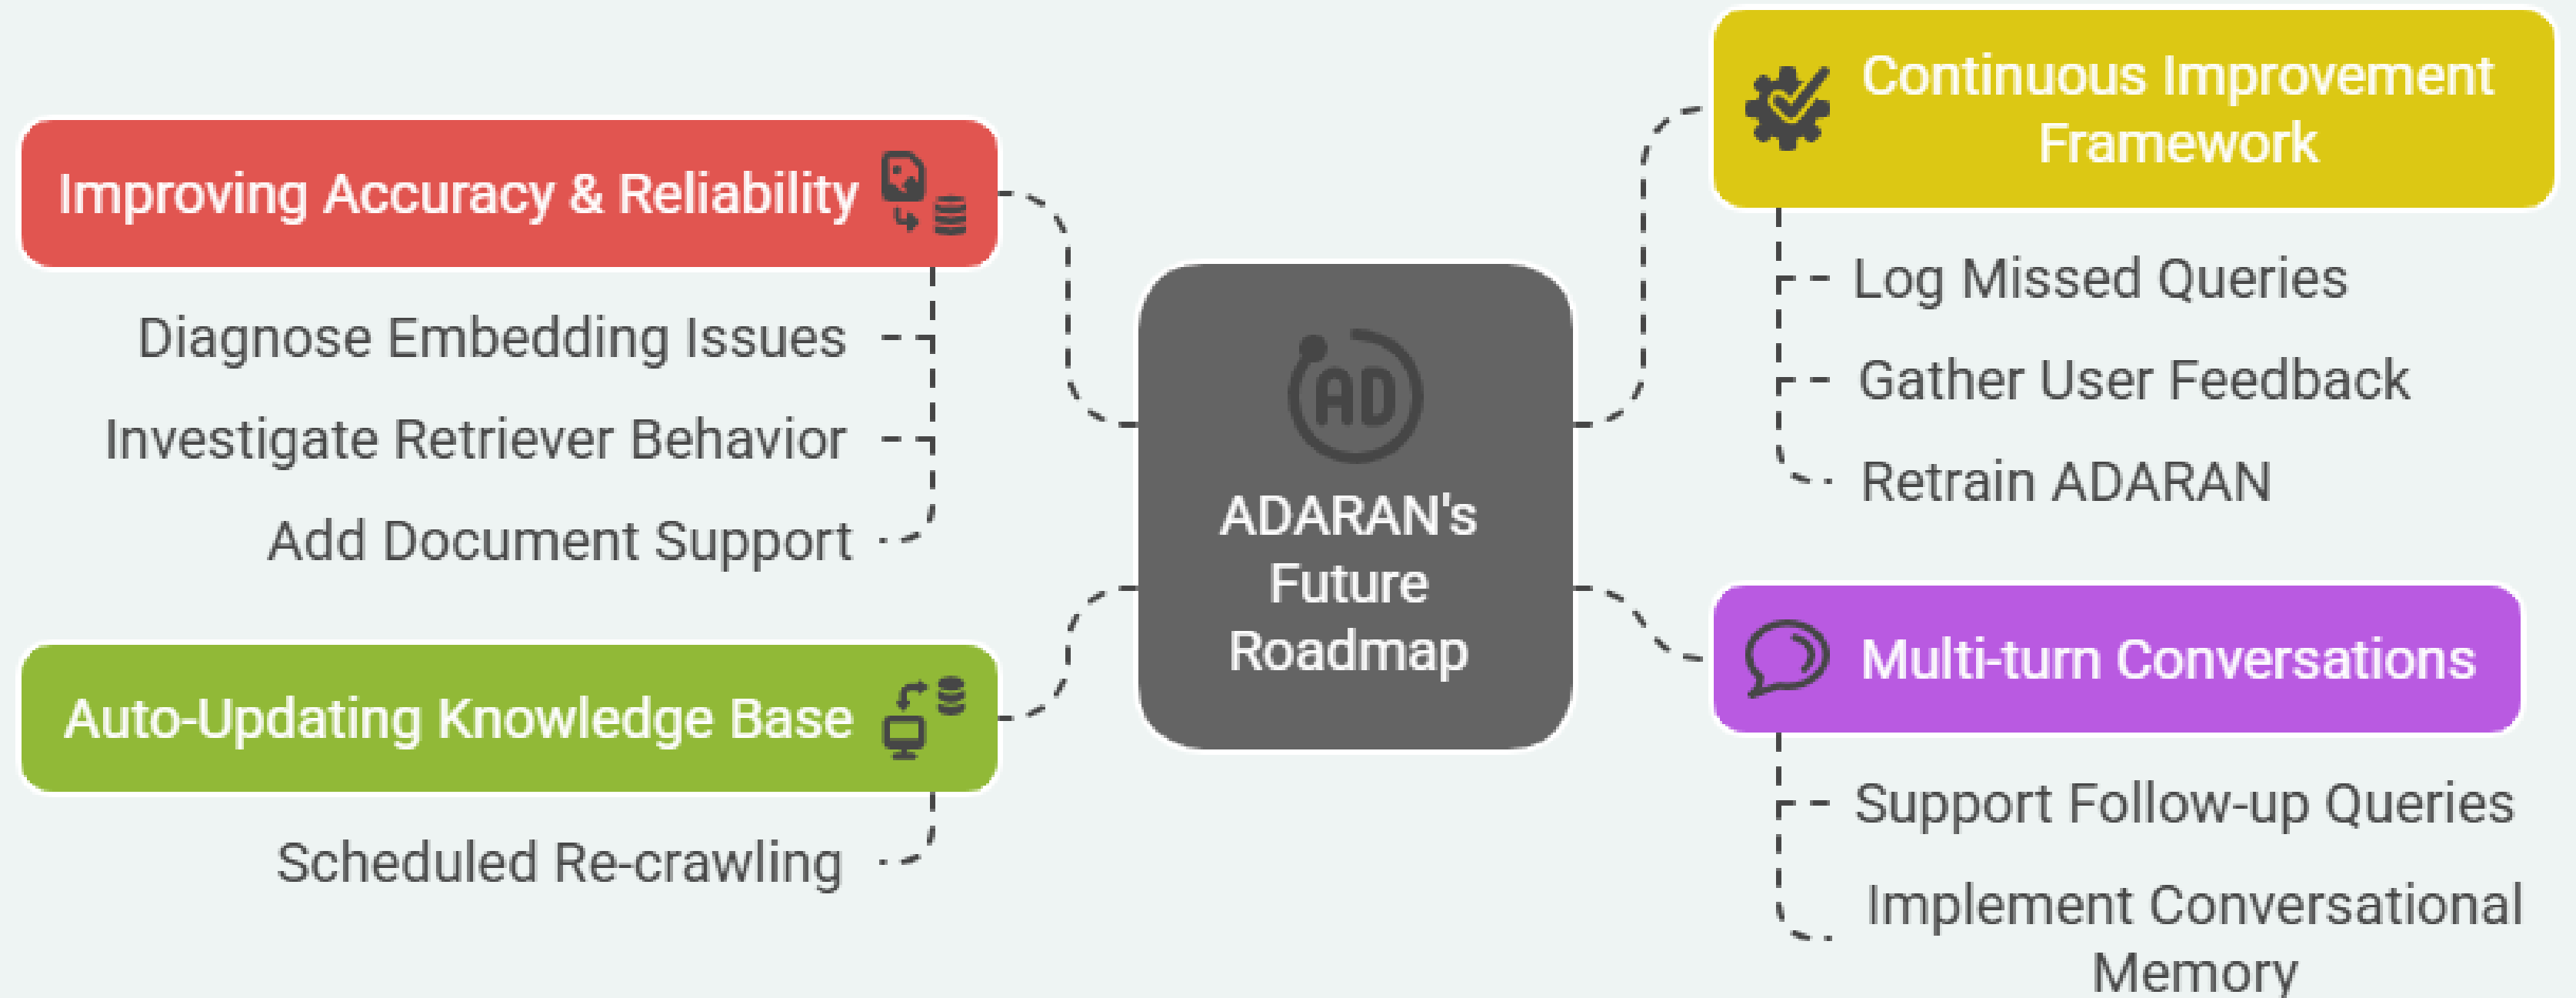 Improving Accuracy & Reliability
Diagnose Embedding Issues
Investigate Retriever Behavior
Add Document Support
Auto-Updating Knowledge Base
Scheduled Re-crawling
AD
ADARAN's
Future
Roadmap
Continuous Improvement
Framework
Log Missed Queries
Gather User Feedback
Retrain ADARAN
Multi-turn Conversations
Support Follow-up Queries
Implement Conversational
Memory